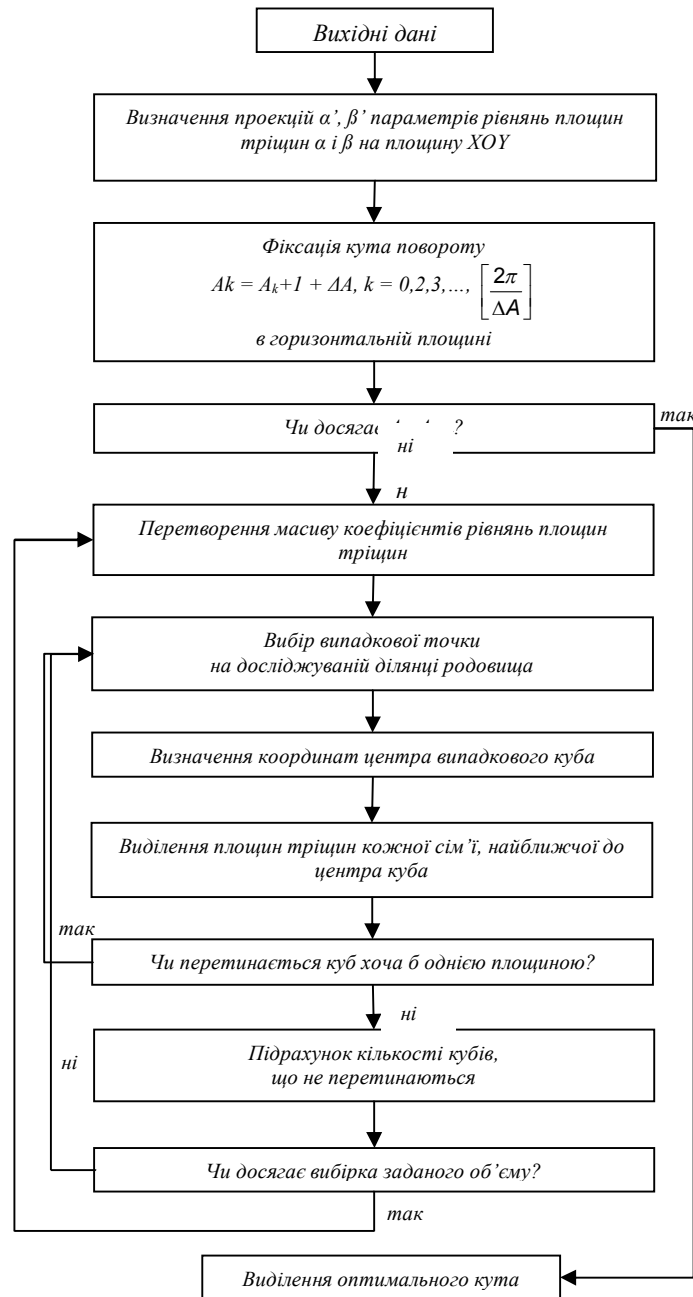 Вихідні дані
Визначення проекцій α’, β’ параметрів рівнянь площин
тріщин α і β на площину XOY
Фіксація кута повороту
Ak = A_k+1 + ΔA, k = 0,2,3,..., [2π/ΔA]
в горизонтальній площині
так
Чи досягає ?
ні
н
Перетворення масиву коефіцієнтів рівнянь площин
тріщин
Вибір випадкової точки
на досліджуваній ділянці родовища
Визначення координат центра випадкового куба
Виділення площин тріщин кожної сім’ї, найближчої до
центра куба
так
Чи перетинається куб хоча б однією площиною?
ні
Підрахунок кількості кубів,
що не перетинаються
ні
Чи досягає вибірка заданого об’єму?
так
Виділення оптимального кута